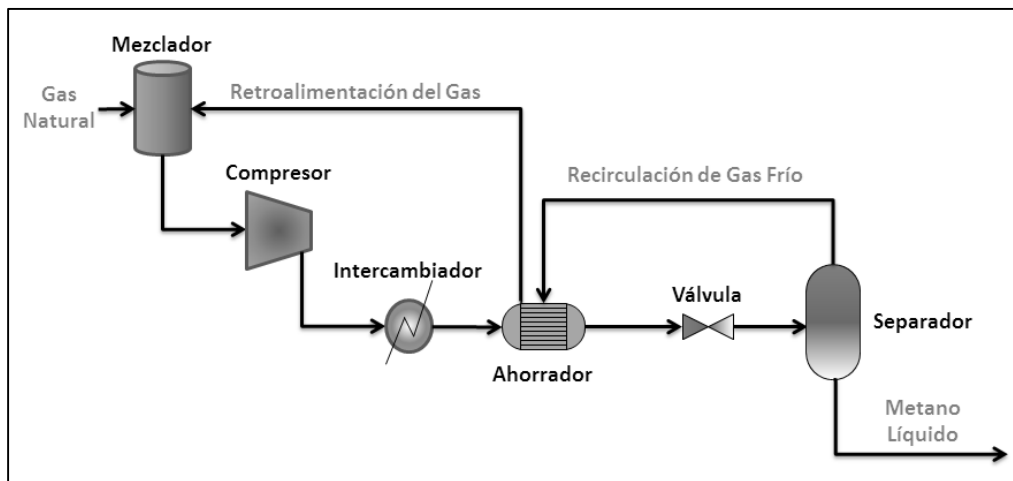 Mezclador
Gas
Natural
Retroalimentación del Gas
Compresor
Recirculación de Gas Frío
Intercambiador
Válvula
Separador
Ahorrador
Metano
Líquido